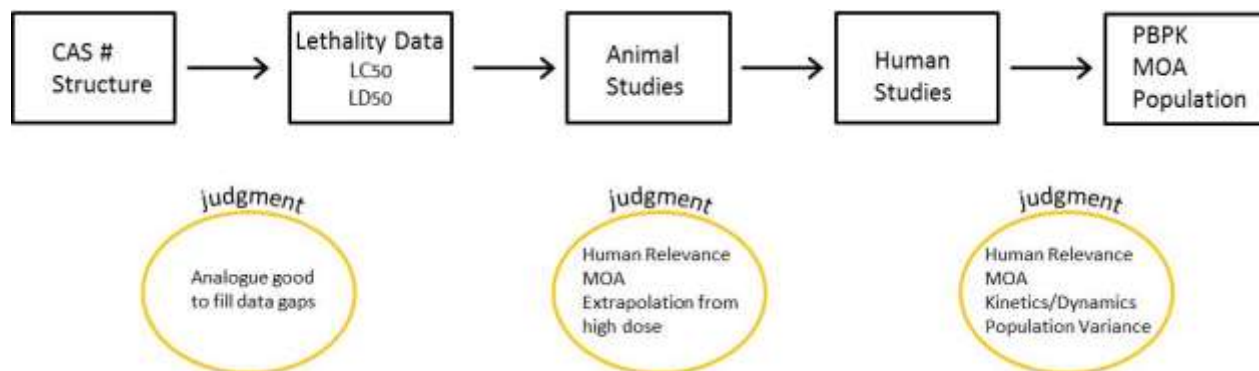 CAS #
Structure
Lethality Data
LC50
LD50
Animal
Studies
Human
Studies
PBPK
MOA
Population
judgment
Analogue good
to fill data gaps
judgment
Human Relevance
MOA
Extrapolation from
high dose
judgment
Human Relevance
MOA
Kinetics/Dynamics
Population Variance